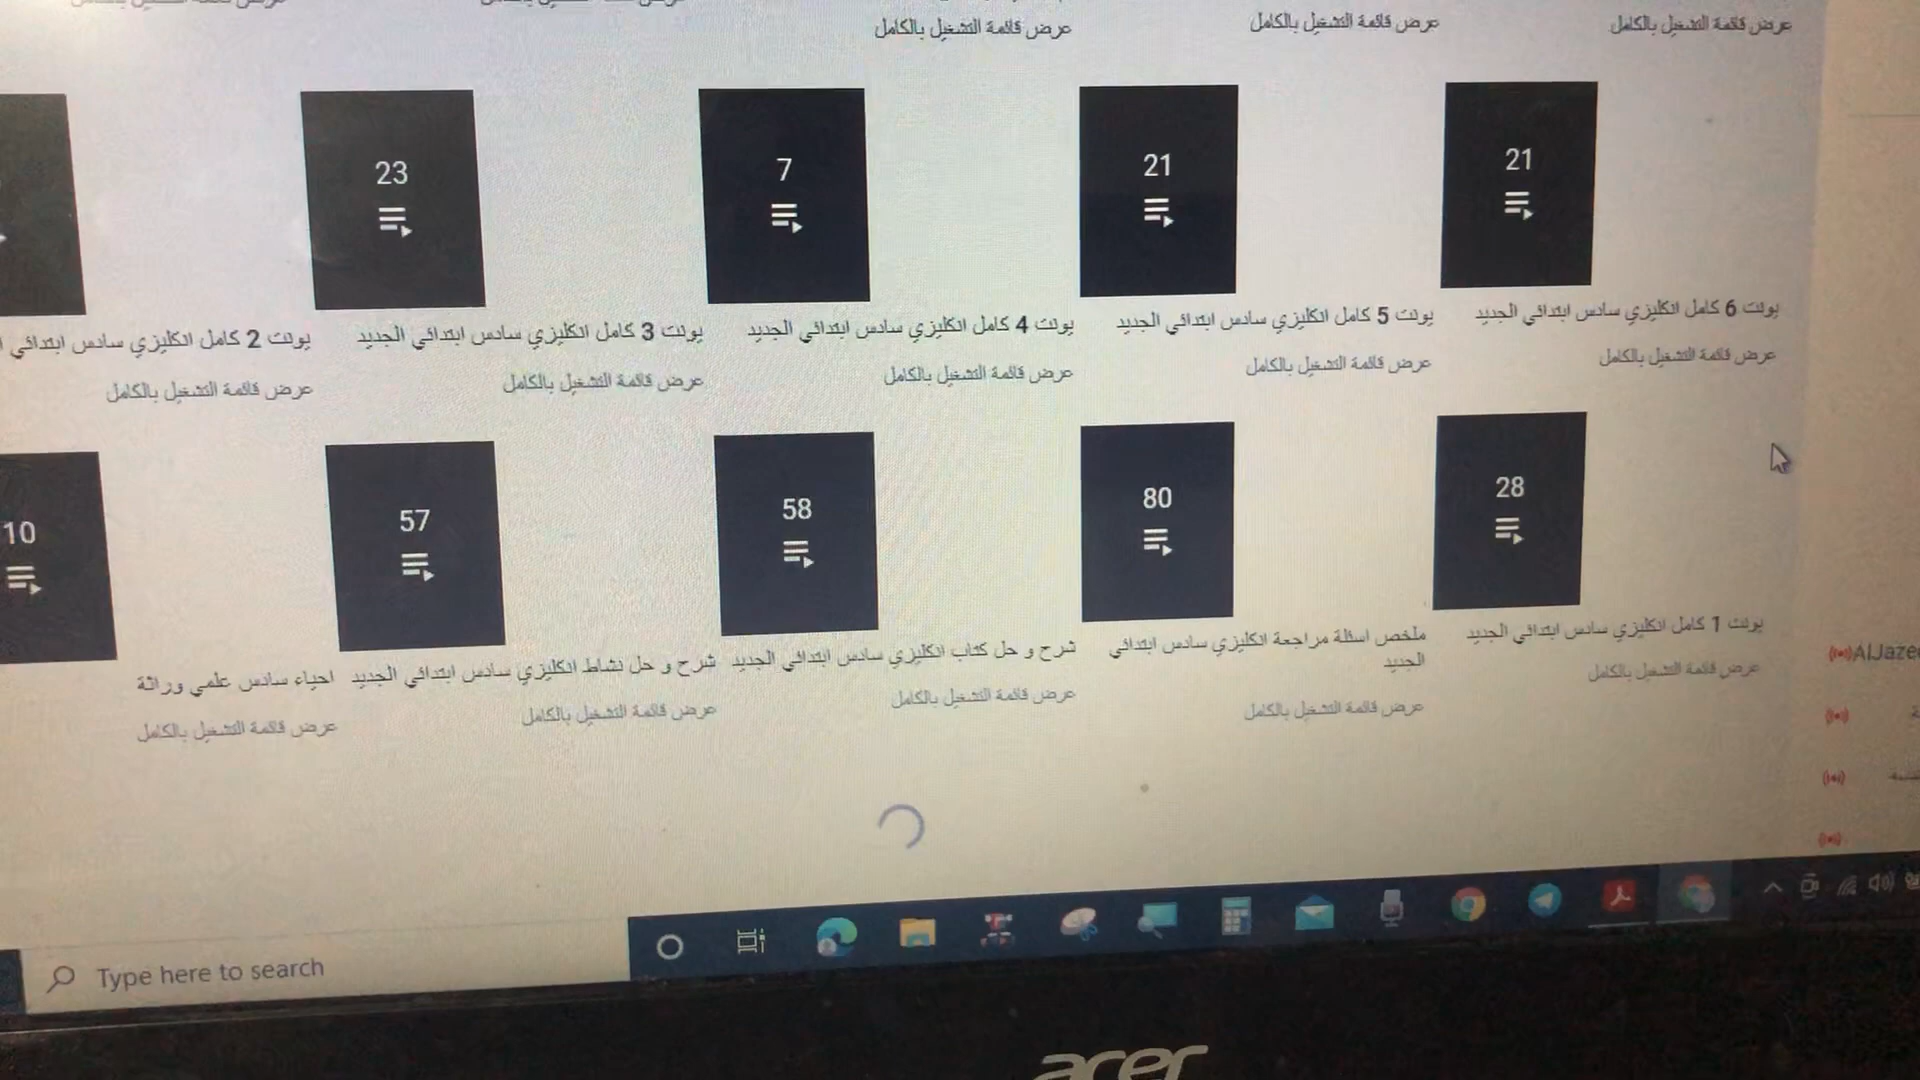 عرض قائمة التشغيل بالكامل
عرض قائمة التشغيل بالكامل
عرض قائمة التشغيل بالكامل
21
21
7
23
يونت 6 كامل انكليزي سادس ابتدائي الجديد
يونت 5 كامل انكليزي سادس ابتدائي الجديد
يونت 4 كامل انكليزي سادس ابتدائي الجديد
يونت 3 كامل انكليزي سادس ابتدائي الجديد
يونت 2 كامل انكليزي سادس ابتدائي
عرض قائمة التشغيل بالكامل
عرض قائمة التشغيل بالكامل
عرض قائمة التشغيل بالكامل
عرض قائمة التشغيل بالكامل
عرض قائمة التشغيل بالكامل
28
80
58
57
10
يونت 1 كامل انكليزي سادس ابتدائي الجديد
عرض قائمة التشغيل بالكامل
ملخص اسئلة مراجعة انكليزي سادس ابتدائي
الجديد
عرض قائمة التشغيل بالكامل
شرح و حل كتاب انكليزي سادس ابتدائي الجديد
عرض قائمة التشغيل بالكامل
شرح و حل نشاط انكليزي سادس ابتدائي الجديد
عرض قائمة التشغيل بالكامل
احياء سادس علمي وراثة
عرض قائمة التشغيل بالكامل
Type here to search
acer